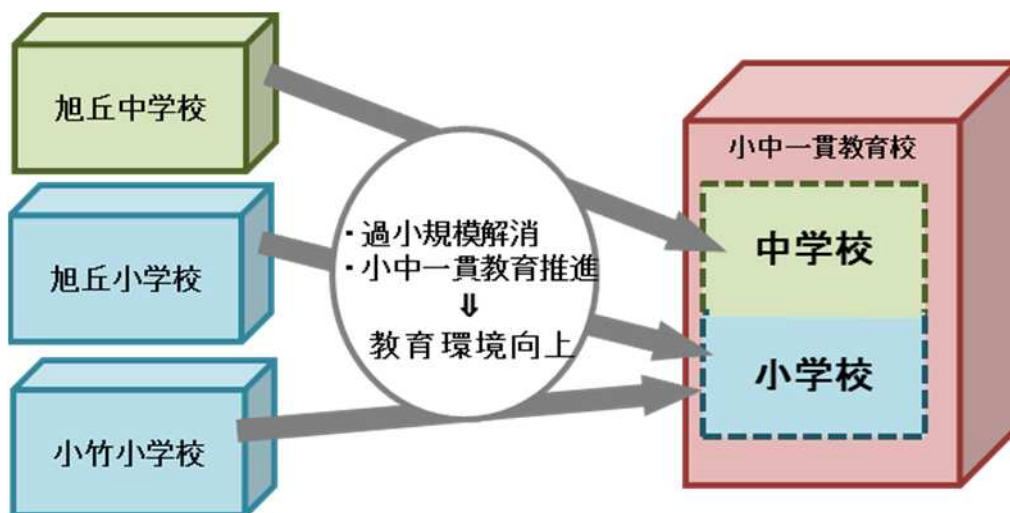 旭丘中学校
旭丘小学校
小竹小学校
・過小規模解消
・小中一貫教育推進
⇓
教育環境向上
小中一貫教育校
中学校
小学校